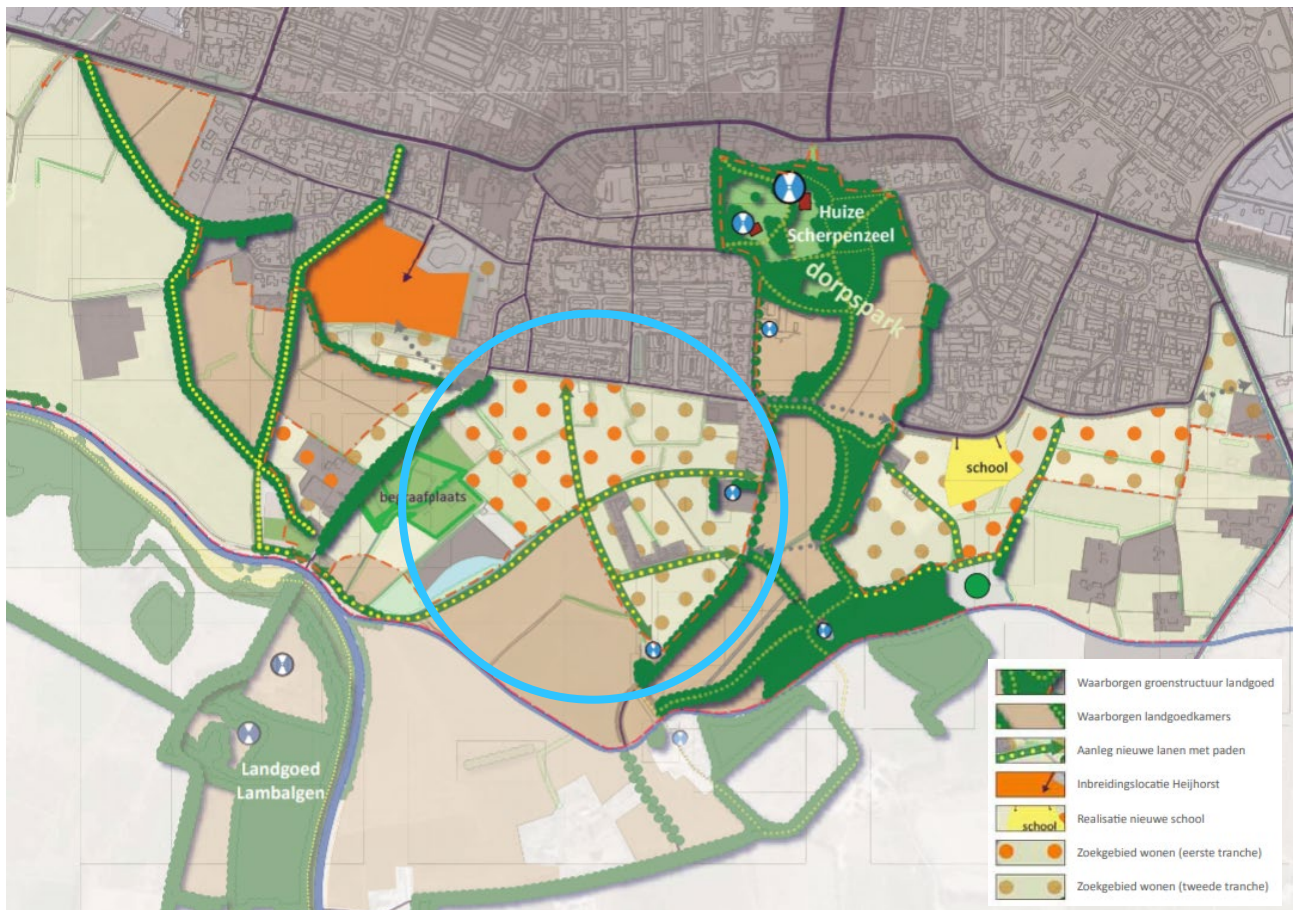 Huize
Scherpenzeel
dorpspark
school
begraafplaats
Landgoed
Lambalgen
Waarborgen groenstructuur landgoed
Waarborgen landgoedkamers
Aanleg nieuwe lanen met paden
Inbreidingslocatie Heijhorst
school
Realisatie nieuwe school
Zoekgebied wonen (eerste tranche)
Zoekgebied wonen (tweede tranche)